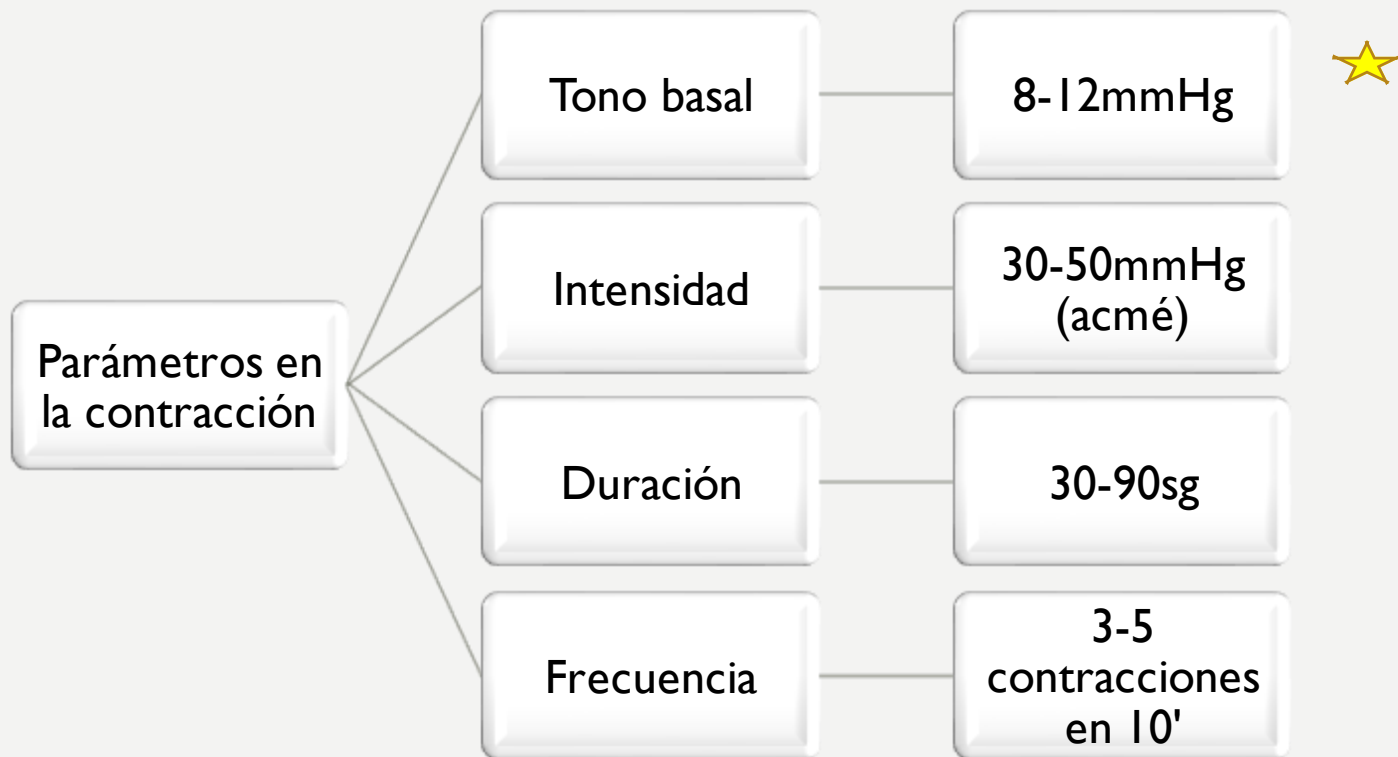 Parámetros en
la contracción
Tono basal
8-12mmHg
Intensidad
30-50mmHg
(acmé)
Duración
30-90sg
Frecuencia
3-5
contracciones
en 10'